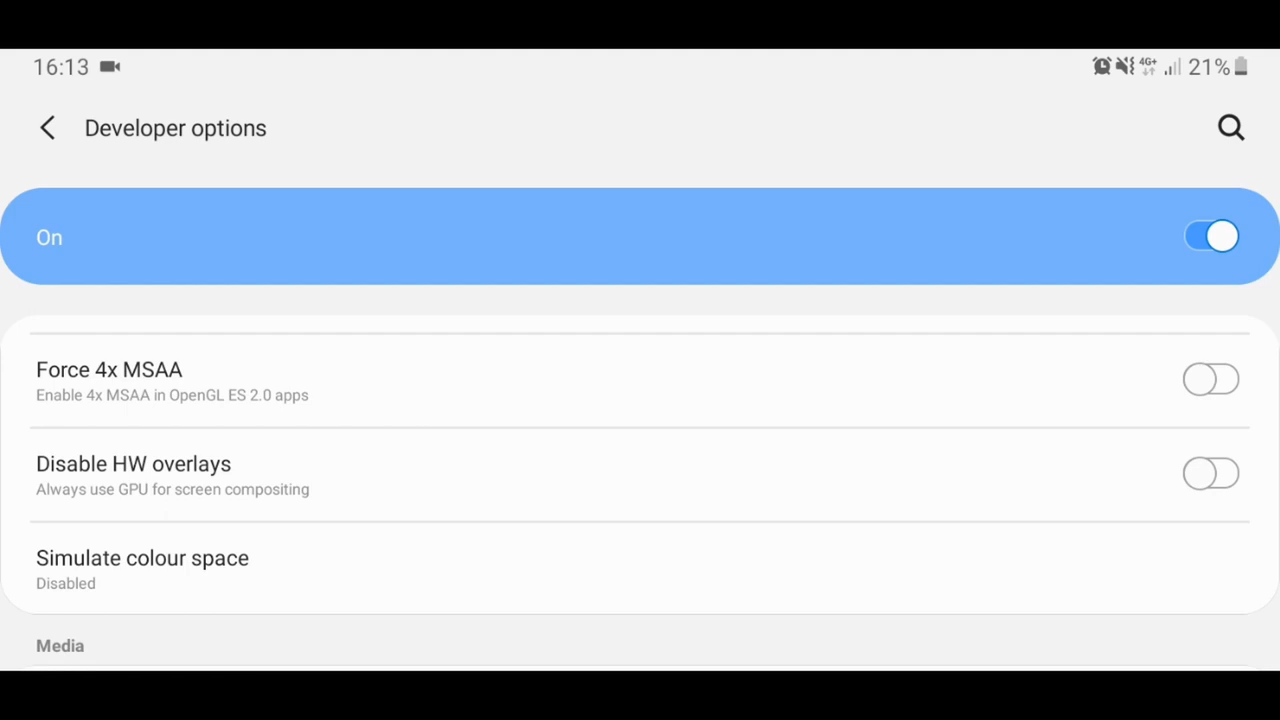 16:13 4G+ 21%
Developer options
On
Force 4x MSAA
Enable 4x MSAA in OpenGL ES 2.0 apps
Disable HW overlays
Always use GPU for screen compositing
Simulate colour space
Disabled
Media